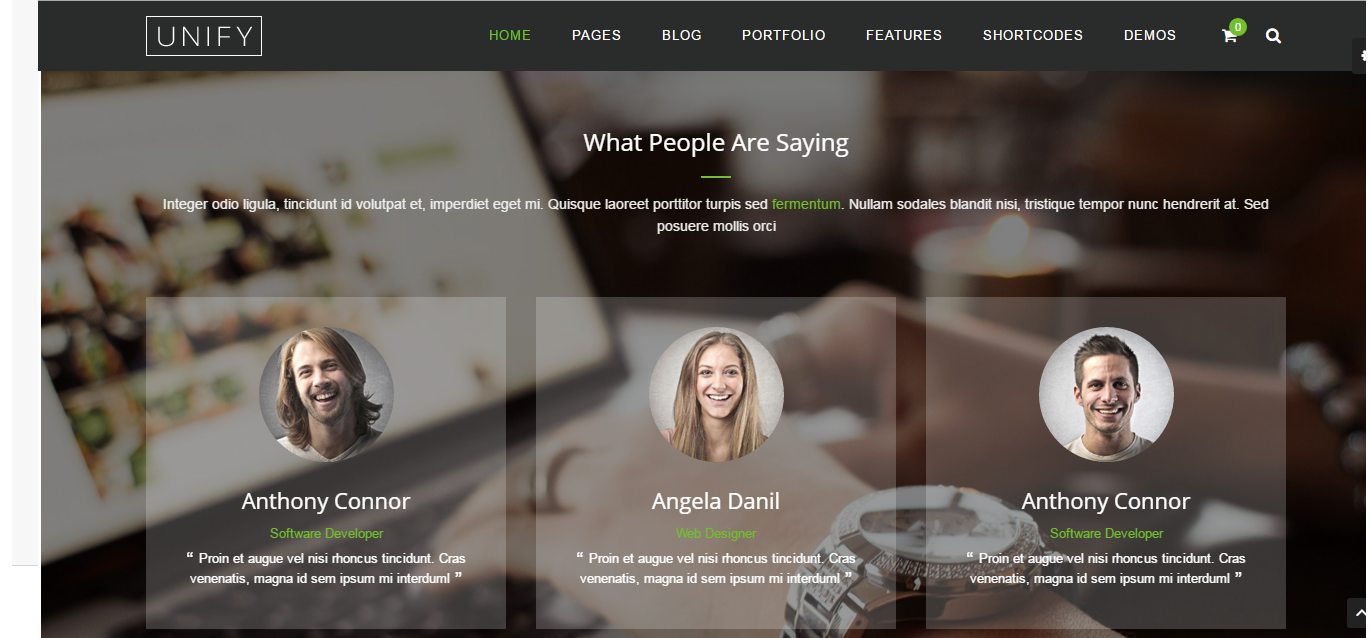 UNIFY
HOME PAGES BLOG PORTFOLIO FEATURES SHORTCODES DEMOS 0
What People Are Saying
Integer odio ligula, tincidunt id volutpat et, imperdiet eget mi. Quisque laoreet porttitor turpis sed fermentum. Nullam sodales blandit nisi, tristique tempor nunc hendrerit at. Sed
posuere mollis orci
Anthony Connor
Software Developer
“ Proin et augue vel nisi rhoncus tincidunt. Cras
venenatis, magna id sem ipsum mi interduml ”
Angela Danil
Web Designer
“ Proin et augue vel nisi rhoncus tincidunt. Cras
venenatis, magna id sem ipsum mi interduml ”
Anthony Connor
Software Developer
“ Proin et augue vel nisi rhoncus tincidunt. Cras
venenatis, magna id sem ipsum mi interduml ”